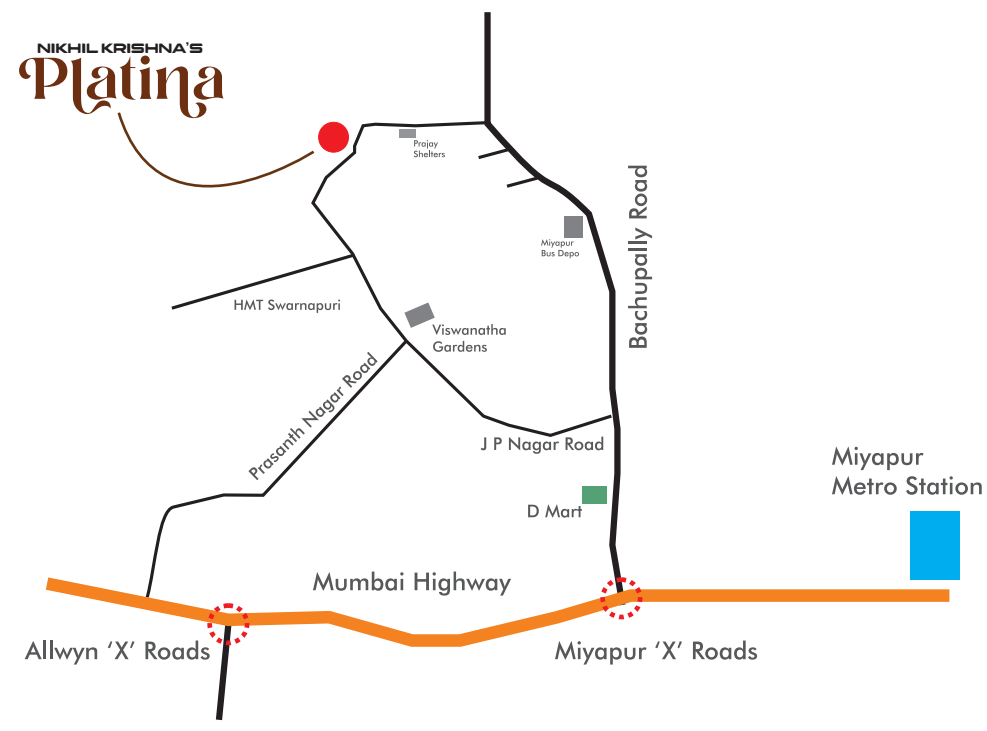 NIKHIL KRISHNA'S
Platina
Prajay
Shelters
Bachupally Road
Miyapur
Bus Depo
HMT Swarnapuri
Viswanatha
Gardens
Prasanth Nagar Road
J P Nagar Road
Miyapur
Metro Station
D Mart
Mumbai Highway
Allwyn ‘X’ Roads
Miyapur ‘X’ Roads